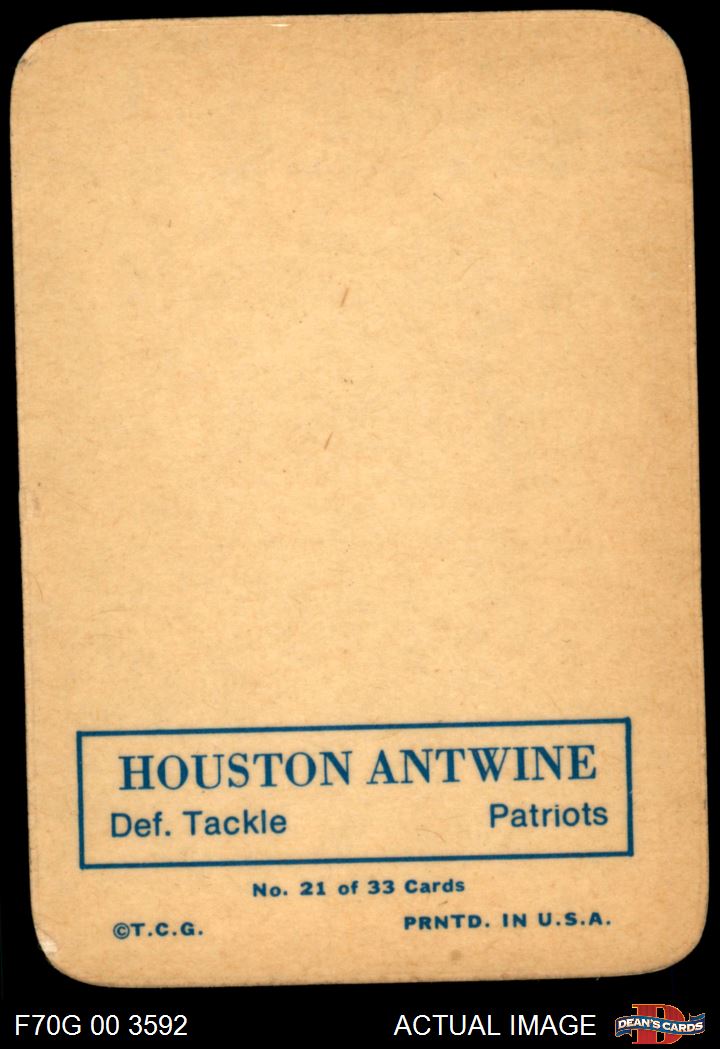 HOUSTON ANTWINE
Def. Tackle Patriots
No. 21 of 33 Cards
©T.C.G. PRNTD. IN U.S.A.
F70G 00 3592 ACTUAL IMAGE DEAN'S CARDS